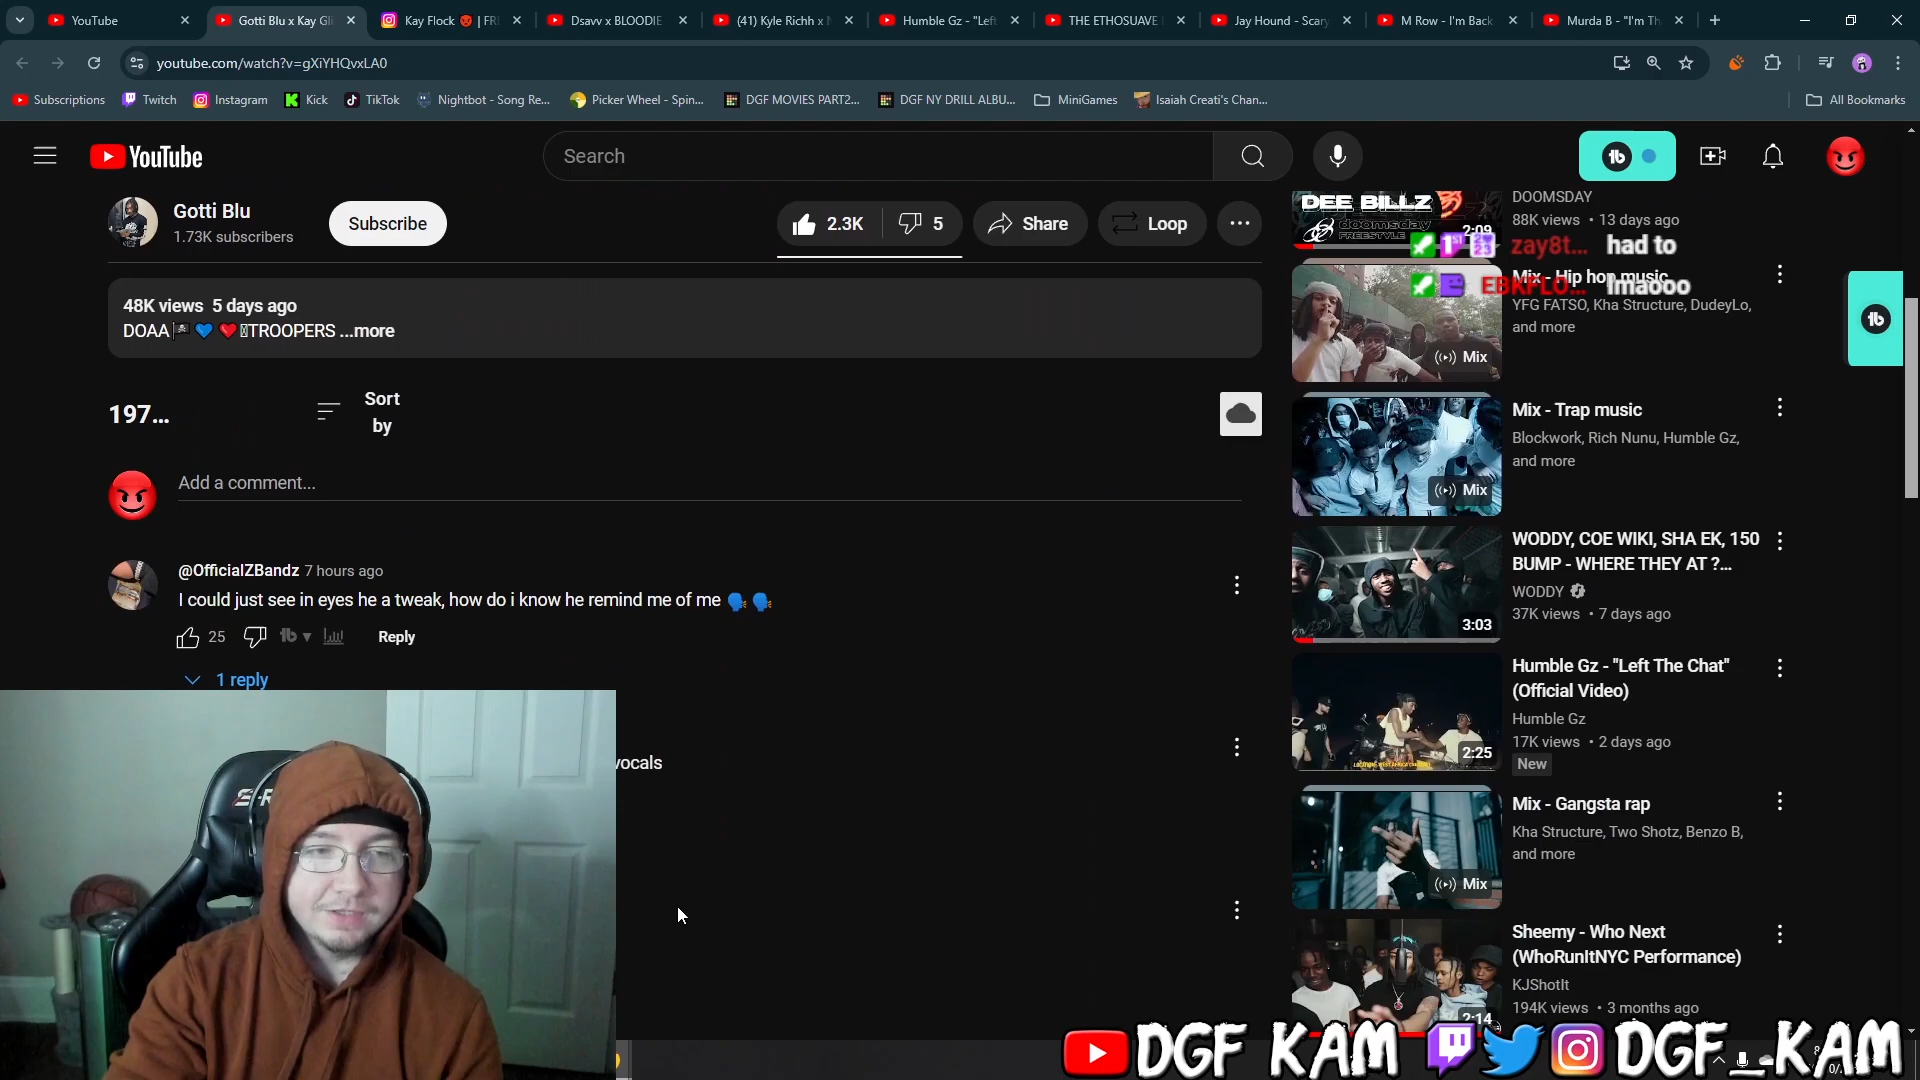 YouTube
Gotti Blu x Kay Gli
Kay Flock
Dsavv x BLOODIE
(41) Kyle Richh x
Humble Gz - "Left
THE ETHOSUAVE
Jay Hound - Scary
M Row - I'm Back
Murda B - "I'm Th
youtube.com/watch?v=gXiYHQvxLA0
Subscriptions
Twitch
Instagram
Kick
TikTok
Nightbot - Song Re...
Picker Wheel - Spin...
DGF MOVIES PART2...
DGF NY DRILL ALBU...
MiniGames
Isaiah Creati's Chan...
All Bookmarks
YouTube
Search
Gotti Blu
1.73K subscribers
Subscribe
2.3K
5
Share
Loop
48K views 5 days ago
DOAA🏴‍☠️💙❤️TROOPERS ...more
197...
Sort
by
Add a comment...
@OfficialZBandz 7 hours ago
I could just see in eyes he a tweak, how do i know he remind me of me 🗣️🗣️
25
Reply
1 reply
vocals
DEE BILLZ
doomsday
FREESTYLE
2:09
DOOMSDAY
88K views • 13 days ago
zay8t... had to
EBKFLO... lmaooo
Mix - Hip hop music
YFG FATSO, Kha Structure, DudeyLo,
and more
Mix
Mix - Trap music
Blockwork, Rich Nunu, Humble Gz,
and more
Mix
WODDY, COE WIKI, SHA EK, 150
BUMP - WHERE THEY AT ?...
WODDY
37K views • 7 days ago
3:03
Humble Gz - "Left The Chat"
(Official Video)
Humble Gz
17K views • 2 days ago
New
2:25
Mix - Gangsta rap
Kha Structure, Two Shotz, Benzo B,
and more
Mix
Sheemy - Who Next
(WhoRunItNYC Performance)
KJShotIt
194K views • 3 months ago
2:14
DGF KAM
DGF_KAM